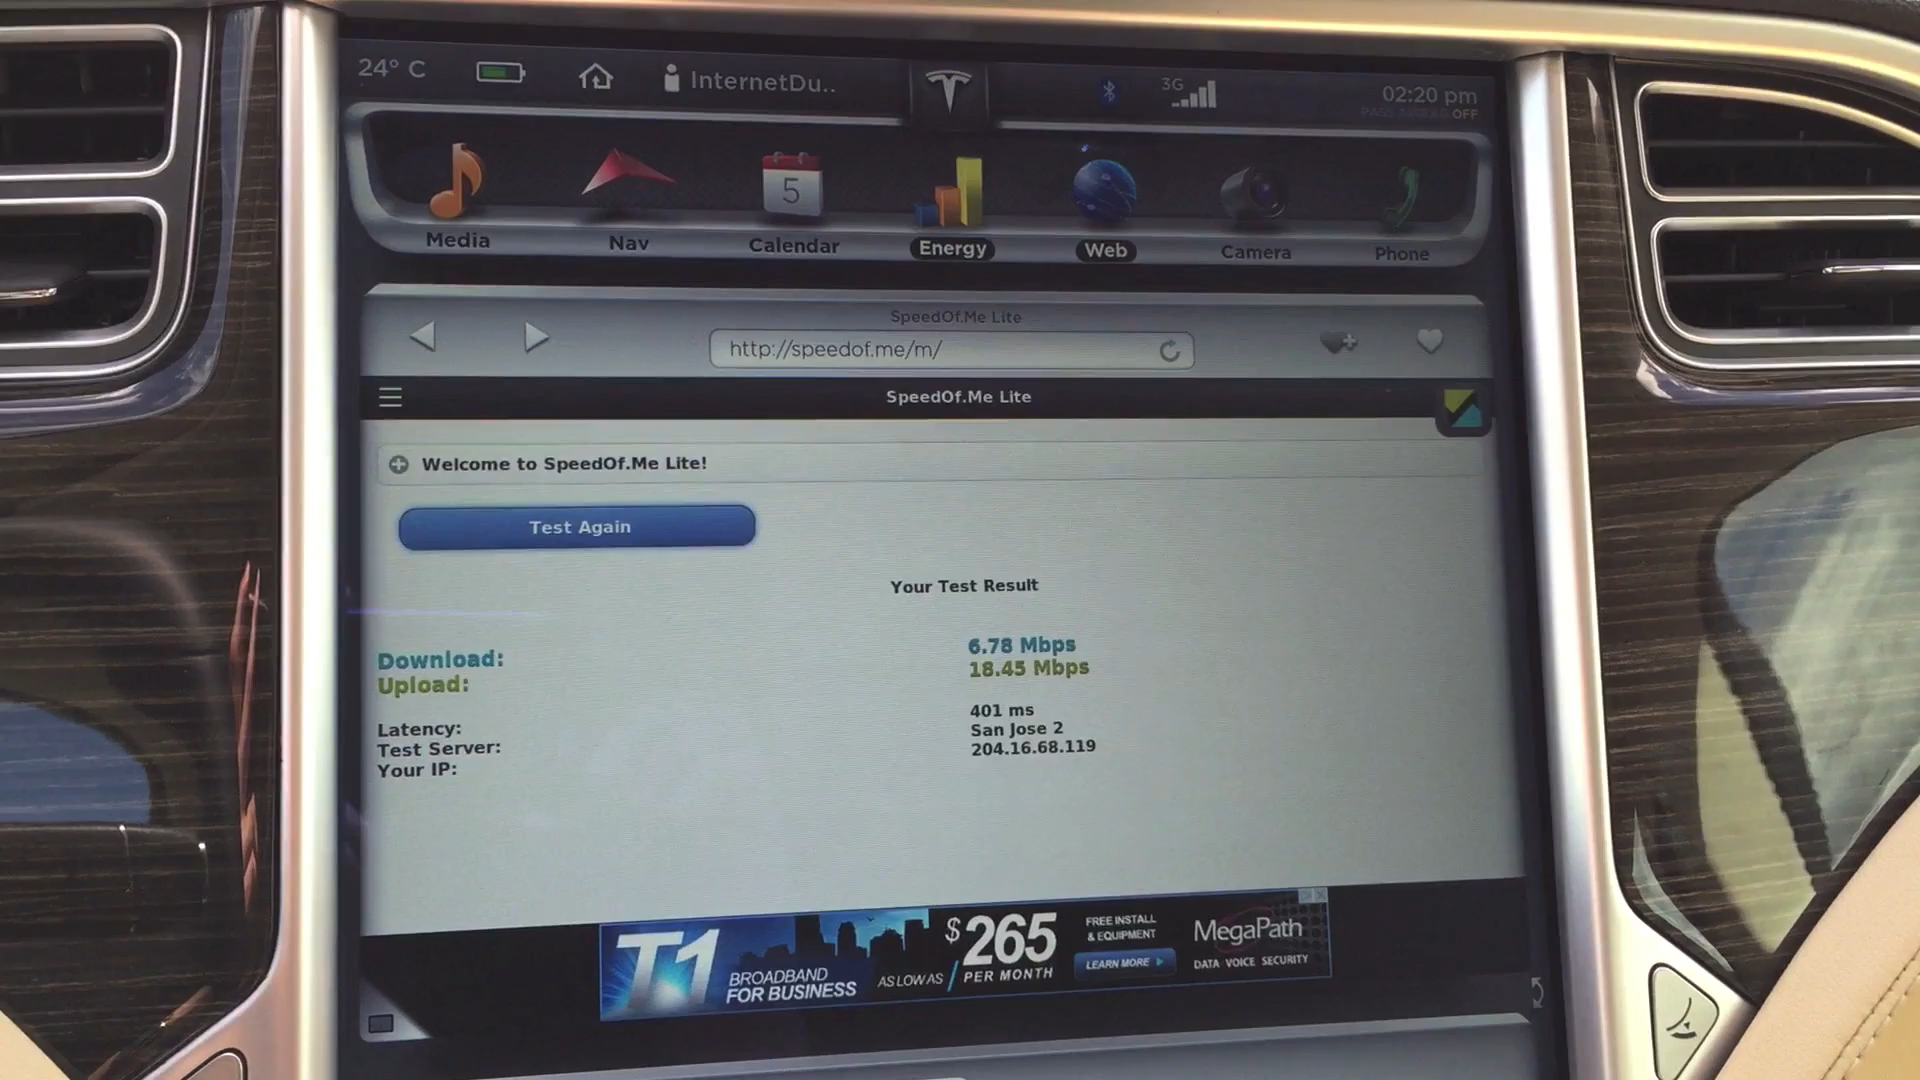 24° C
InternetDu..
3G
02:20 pm
OFF
Media
Nav
5
Calendar
Energy
Web
Camera
Phone
SpeedOf.Me Lite
http://speedof.me/m/
SpeedOf.Me Lite
Welcome to SpeedOf.Me Lite!
Test Again
Your Test Result
Download: 6.78 Mbps
Upload: 18.45 Mbps
Latency: 401 ms
Test Server: San Jose 2
Your IP: 204.16.68.119
T1
BROADBAND
FOR BUSINESS
AS LOW AS
$265
PER MONTH
FREE INSTALL
& EQUIPMENT
LEARN MORE
MegaPath
DATA VOICE SECURITY